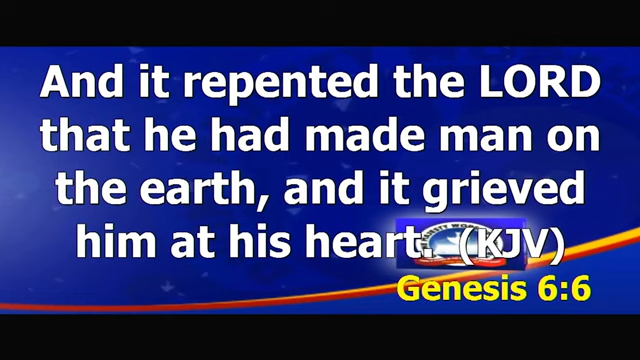 And it repented the LORD
that he had made man on
the earth, and it grieved
him at his heart. (KJV)
Genesis 6:6